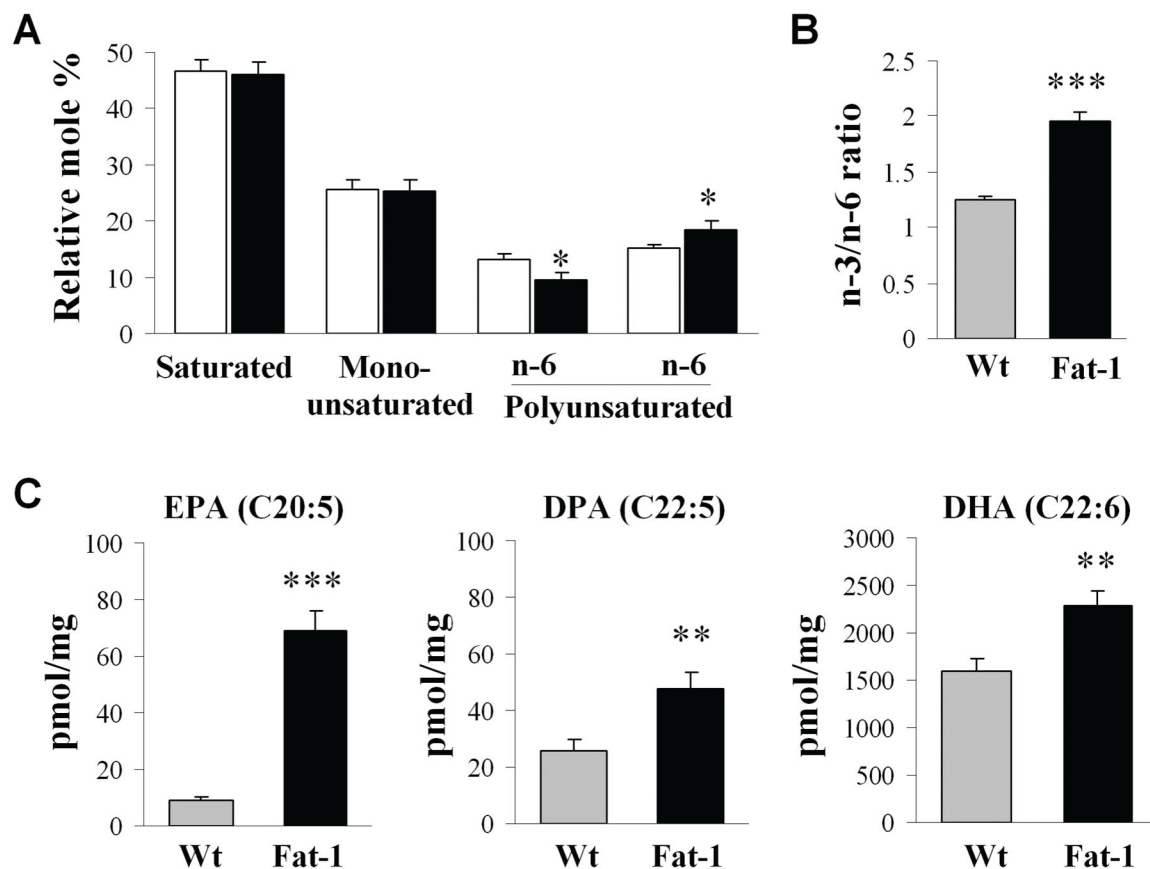 A
Relative mole %
50
40
30
20
10
0
Saturated
Mono-
unsaturated
n-6
n-6
Polyunsaturated
*
*
B
n-3/n-6 ratio
2.5
2
1.5
1
0.5
0
***
Wt
Fat-1
C
EPA (C20:5)
pmol/mg
100
80
60
40
20
0
***
Wt
Fat-1
DPA (C22:5)
pmol/mg
100
80
60
40
20
0
**
Wt
Fat-1
DHA (C22:6)
pmol/mg
3000
2500
2000
1500
1000
500
0
**
Wt
Fat-1